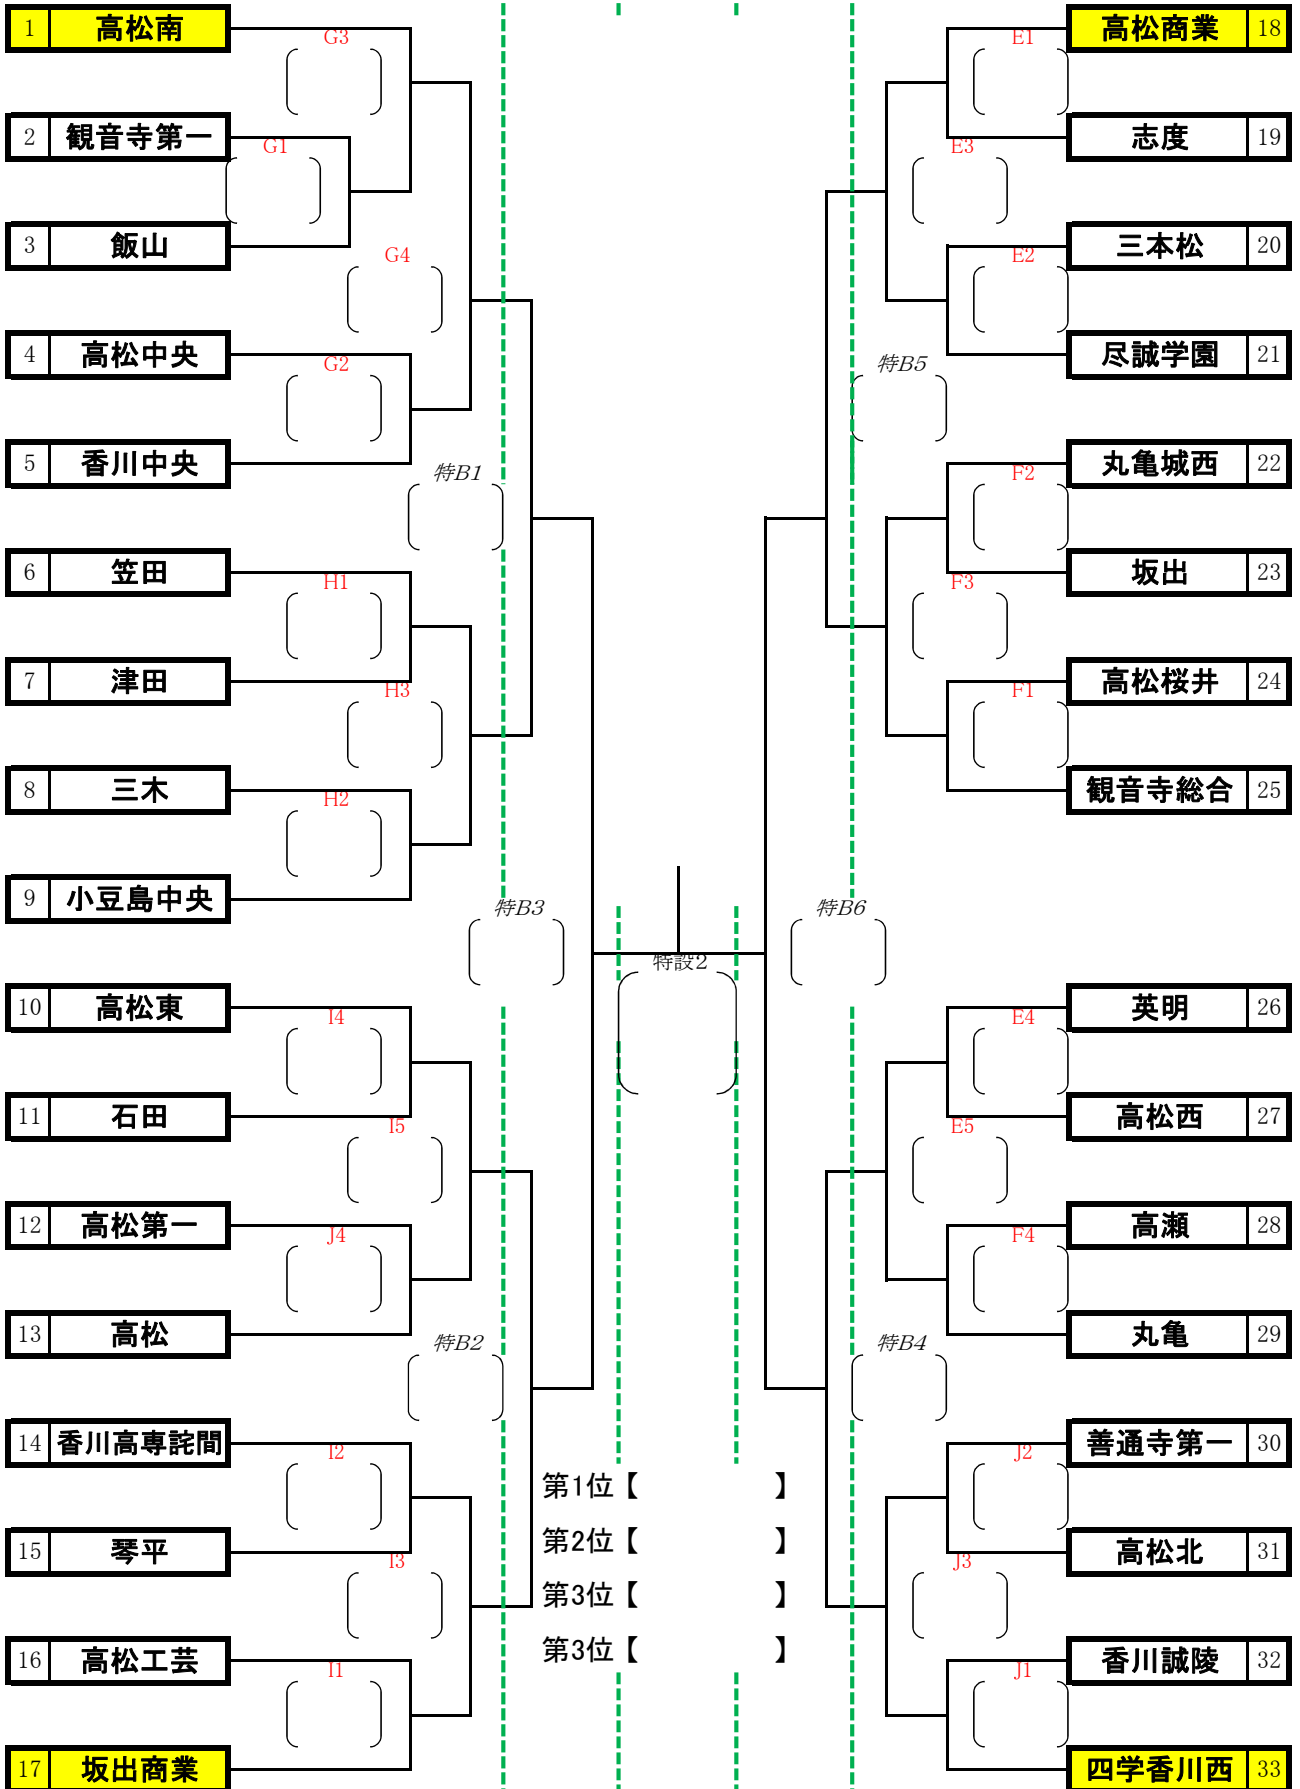 1 高松南
G3
2 観音寺第一
G1
3 飯山
G4
4 高松中央
G2
5 香川中央
特B1
6 笠田
H1
7 津田
H3
8 三木
H2
9 小豆島中央
特B3
10 高松東
I4
11 石田
I5
12 高松第一
J4
13 高松
特B2
14 香川高専詫間
I2
15 琴平
I3
16 高松工芸
I1
17 坂出商業
特設2
第1位【 】
第2位【 】
第3位【 】
第3位【 】
高松商業 18
E1
志度 19
E3
三本松 20
E2
尽誠学園 21
特B5
丸亀城西 22
F2
坂出 23
F3
高松桜井 24
F1
観音寺総合 25
特B6
英明 26
E4
高松西 27
E5
高瀬 28
F4
丸亀 29
特B4
善通寺第一 30
J2
高松北 31
J3
香川誠陵 32
J1
四学香川西 33